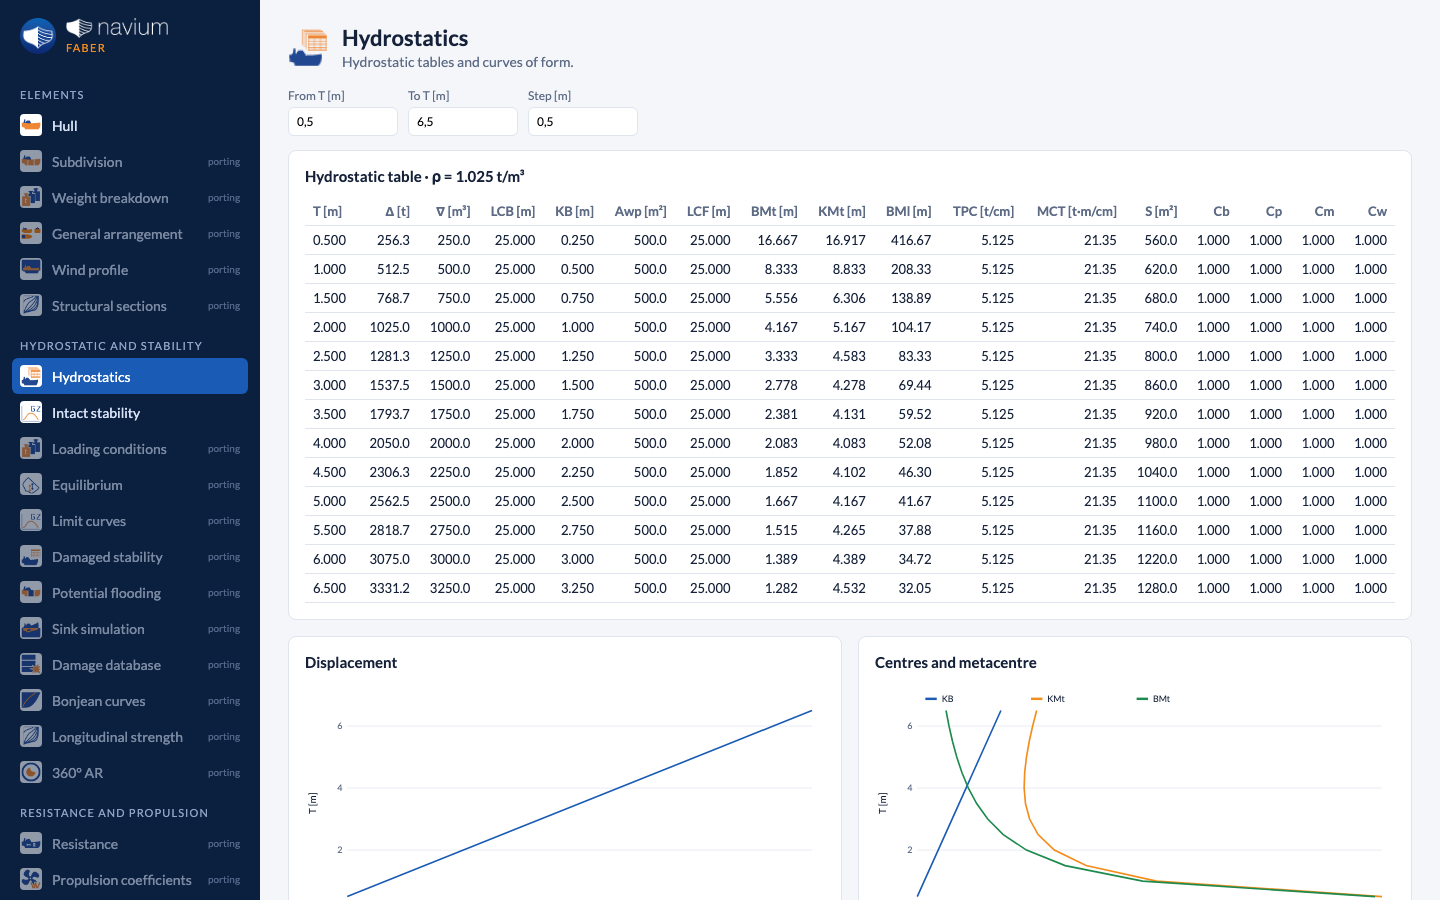 navium
FABER
ELEMENTS
Hull
Subdivision porting
Weight breakdown porting
General arrangement porting
Wind profile porting
Structural sections porting
HYDROSTATIC AND STABILITY
Hydrostatics
Intact stability
Loading conditions porting
Equilibrium porting
Limit curves porting
Damaged stability porting
Potential flooding porting
Sink simulation porting
Damage database porting
Bonjean curves porting
Longitudinal strength porting
360° AR porting
RESISTANCE AND PROPULSION
Resistance porting
Propulsion coefficients porting
Hydrostatics
Hydrostatic tables and curves of form.
From T [m] To T [m] Step [m]
0,5 6,5 0,5
Hydrostatic table · ρ = 1.025 t/m³
T [m] Δ [t] ∇ [m³] LCB [m] KB [m] Awp [m²] LCF [m] BMt [m] KMt [m] BMl [m] TPC [t/cm] MCT [t·m/cm] S [m²] Cb Cp Cm Cw
0.500 256.3 250.0 25.000 0.250 500.0 25.000 16.667 16.917 416.67 5.125 21.35 560.0 1.000 1.000 1.000 1.000
1.000 512.5 500.0 25.000 0.500 500.0 25.000 8.333 8.833 208.33 5.125 21.35 620.0 1.000 1.000 1.000 1.000
1.500 768.7 750.0 25.000 0.750 500.0 25.000 5.556 6.306 138.89 5.125 21.35 680.0 1.000 1.000 1.000 1.000
2.000 1025.0 1000.0 25.000 1.000 500.0 25.000 4.167 5.167 104.17 5.125 21.35 740.0 1.000 1.000 1.000 1.000
2.500 1281.3 1250.0 25.000 1.250 500.0 25.000 3.333 4.583 83.33 5.125 21.35 800.0 1.000 1.000 1.000 1.000
3.000 1537.5 1500.0 25.000 1.500 500.0 25.000 2.778 4.278 69.44 5.125 21.35 860.0 1.000 1.000 1.000 1.000
3.500 1793.7 1750.0 25.000 1.750 500.0 25.000 2.381 4.131 59.52 5.125 21.35 920.0 1.000 1.000 1.000 1.000
4.000 2050.0 2000.0 25.000 2.000 500.0 25.000 2.083 4.083 52.08 5.125 21.35 980.0 1.000 1.000 1.000 1.000
4.500 2306.3 2250.0 25.000 2.250 500.0 25.000 1.852 4.102 46.30 5.125 21.35 1040.0 1.000 1.000 1.000 1.000
5.000 2562.5 2500.0 25.000 2.500 500.0 25.000 1.667 4.167 41.67 5.125 21.35 1100.0 1.000 1.000 1.000 1.000
5.500 2818.7 2750.0 25.000 2.750 500.0 25.000 1.515 4.265 37.88 5.125 21.35 1160.0 1.000 1.000 1.000 1.000
6.000 3075.0 3000.0 25.000 3.000 500.0 25.000 1.389 4.389 34.72 5.125 21.35 1220.0 1.000 1.000 1.000 1.000
6.500 3331.2 3250.0 25.000 3.250 500.0 25.000 1.282 4.532 32.05 5.125 21.35 1280.0 1.000 1.000 1.000 1.000
Displacement
6
4
2
T [m]
Centres and metacentre
KB KMt BMt
6
4
2
T [m]